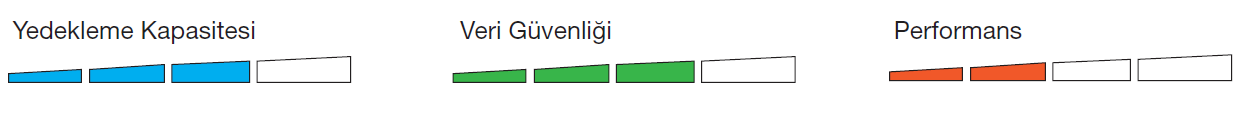 Yedekleme Kapasitesi
Veri Güvenliği
Performans